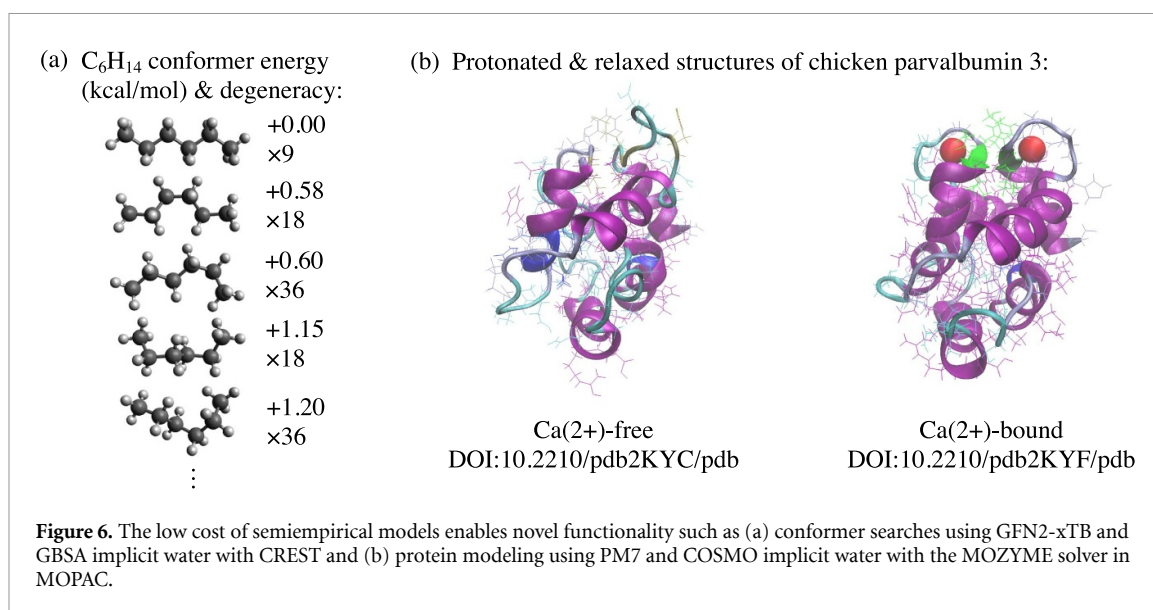 (a) C₆H₁₄ conformer energy
(kcal/mol) & degeneracy:
+0.00
×9
+0.58
×18
+0.60
×36
+1.15
×18
+1.20
×36
⋮
(b) Protonated & relaxed structures of chicken parvalbumin 3:
Ca(2+)-free
DOI:10.2210/pdb2KYC/pdb
Ca(2+)-bound
DOI:10.2210/pdb2KYF/pdb
Figure 6. The low cost of semiempirical models enables novel functionality such as (a) conformer searches using GFN2-xTB and
GBSA implicit water with CREST and (b) protein modeling using PM7 and COSMO implicit water with the MOZYME solver in
MOPAC.